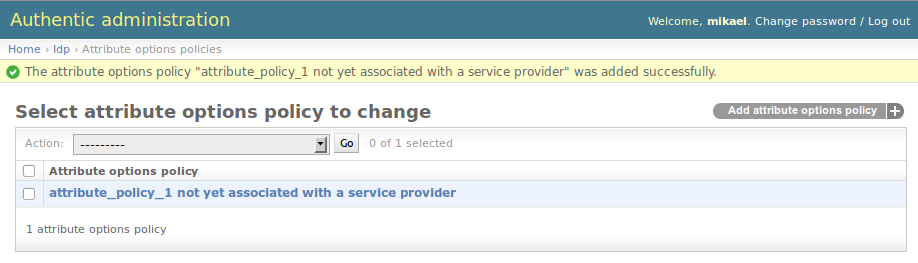 Authentic administration
Welcome, mikael. Change password / Log out
Home › Idp › Attribute options policies
The attribute options policy "attribute_policy_1 not yet associated with a service provider" was added successfully.
Select attribute options policy to change
Add attribute options policy +
Action: --------- Go 0 of 1 selected
Attribute options policy
attribute_policy_1 not yet associated with a service provider
1 attribute options policy